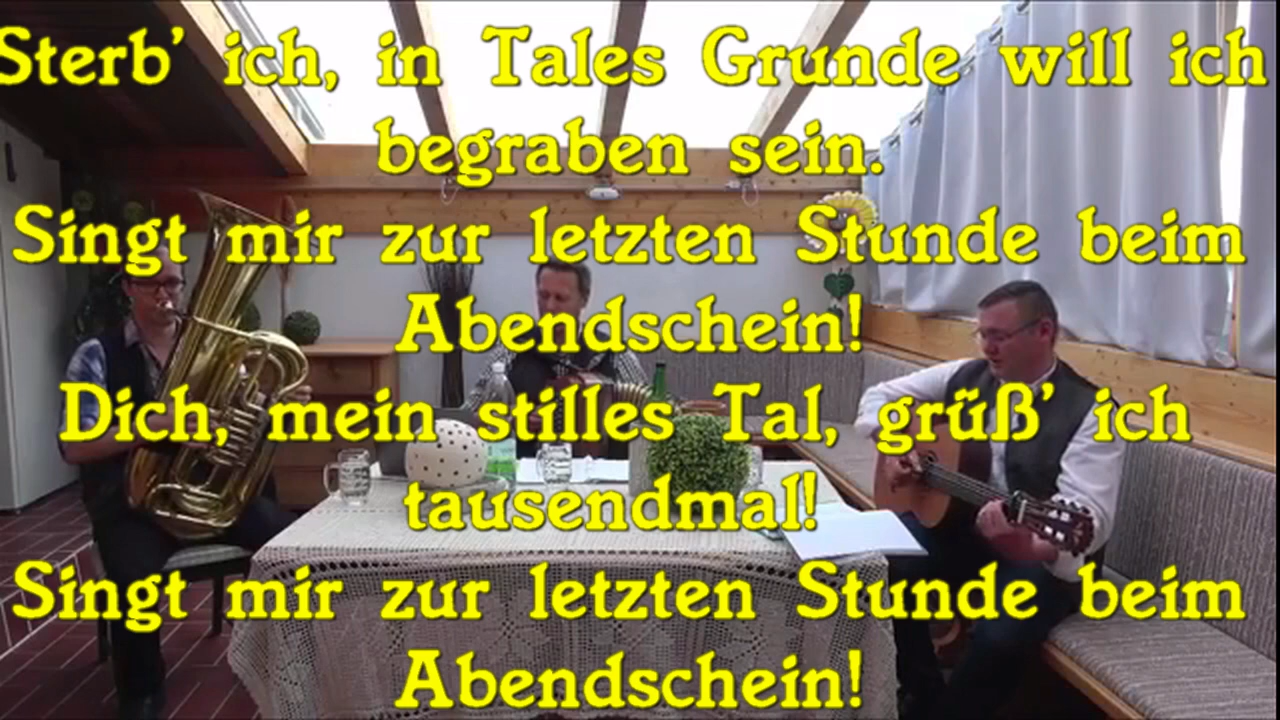 Sterb' ich, in Tales Grunde will ich
begraben sein.
Singt mir zur letzten Stunde beim
Abendschein!
Dich, mein stilles Tal, grüß' ich
tausendmal!
Singt mir zur letzten Stunde beim
Abendschein!